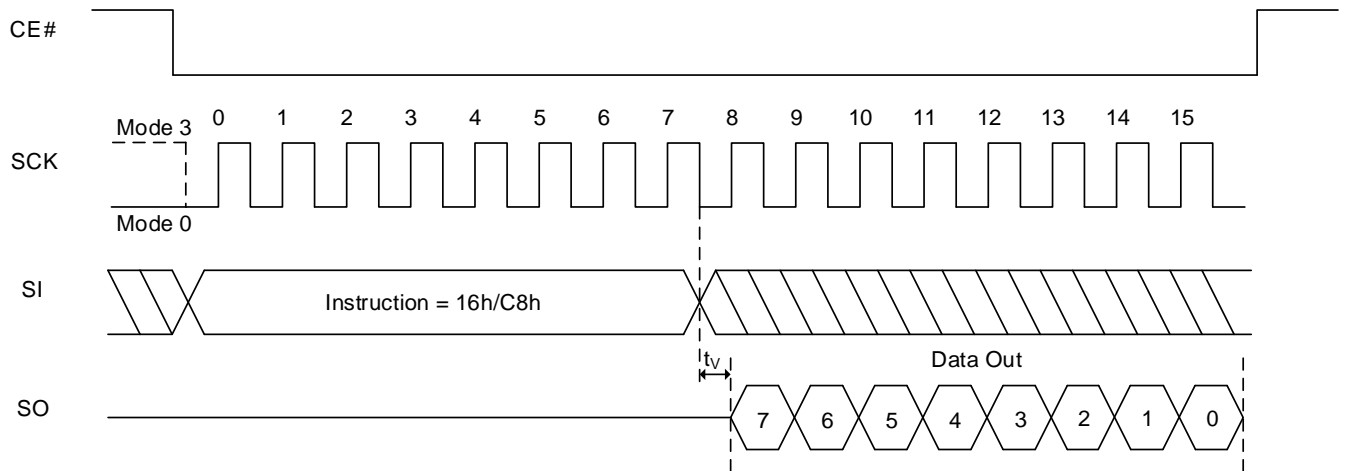 CE#
Mode 3 0 1 2 3 4 5 6 7 8 9 10 11 12 13 14 15
SCK
Mode 0
SI
Instruction = 16h/C8h
tV Data Out
SO 7 6 5 4 3 2 1 0